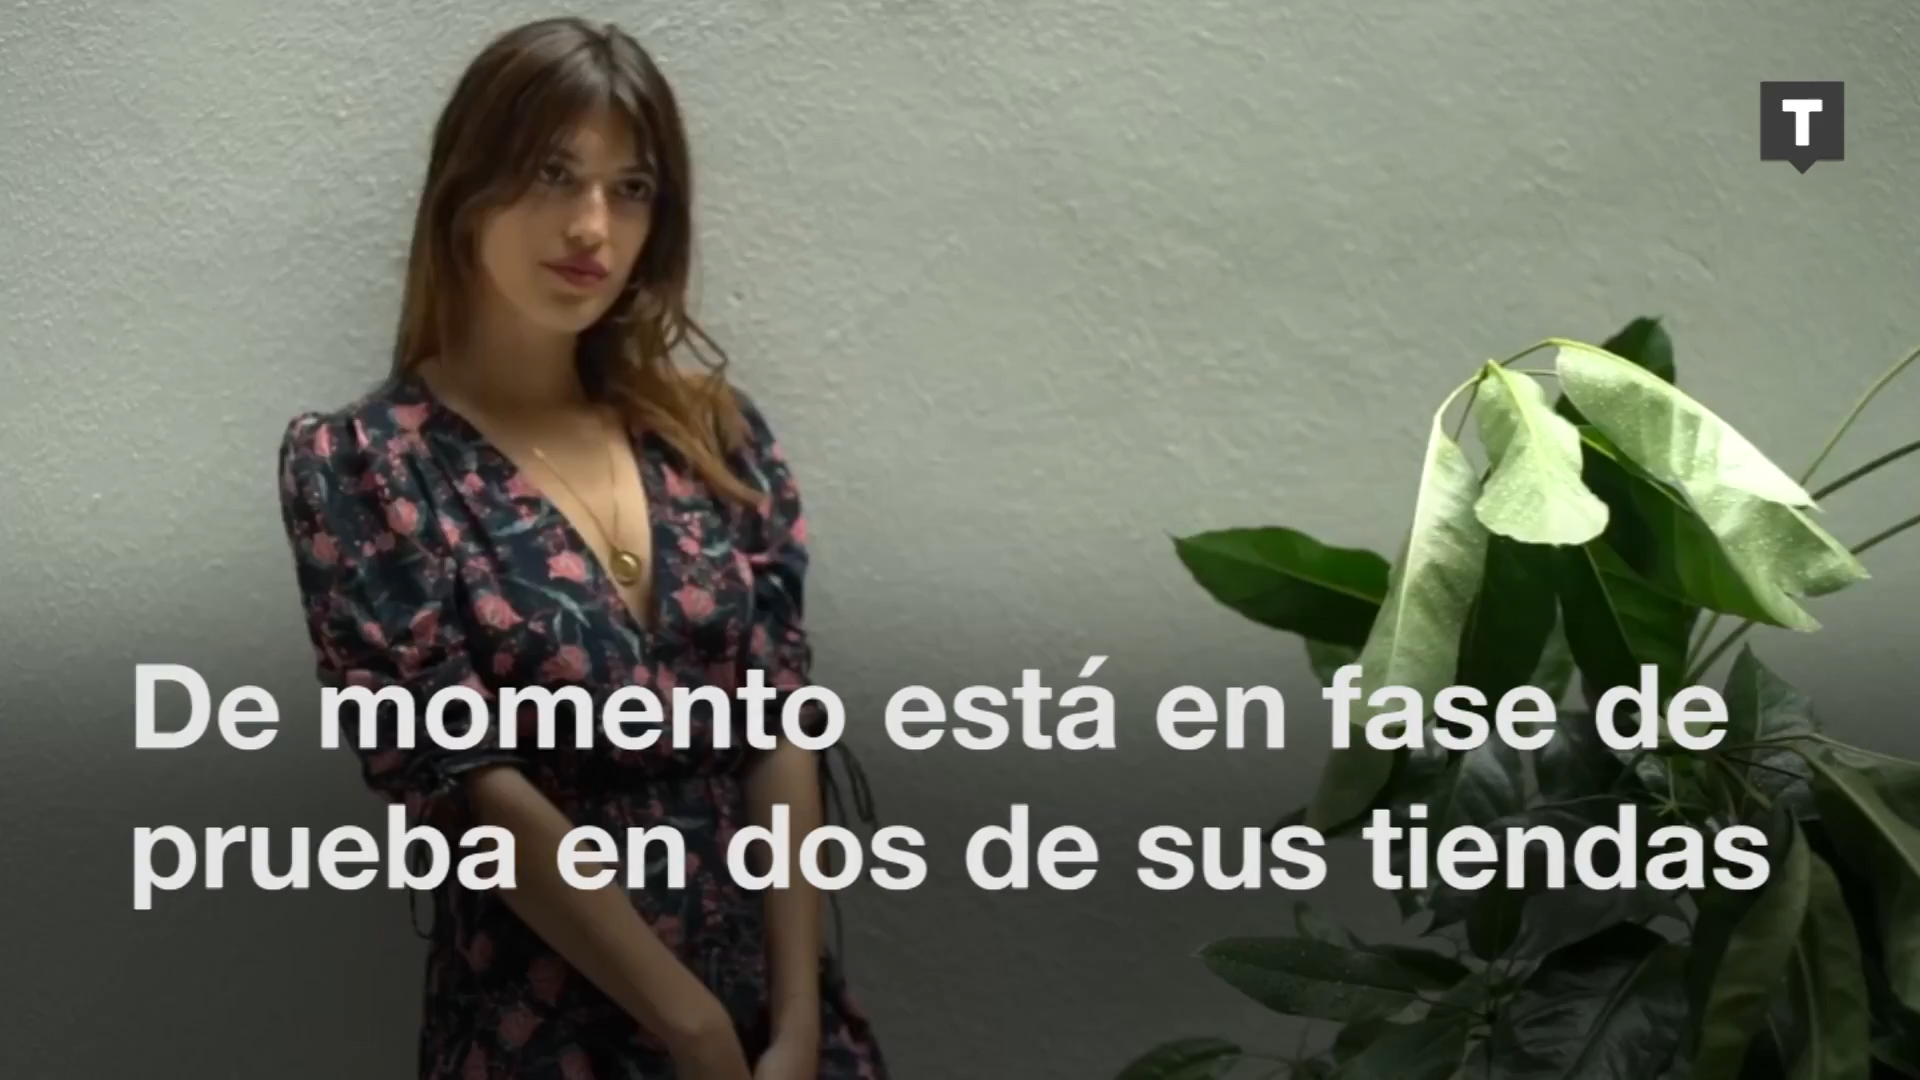 T
De momento está en fase de
prueba en dos de sus tiendas